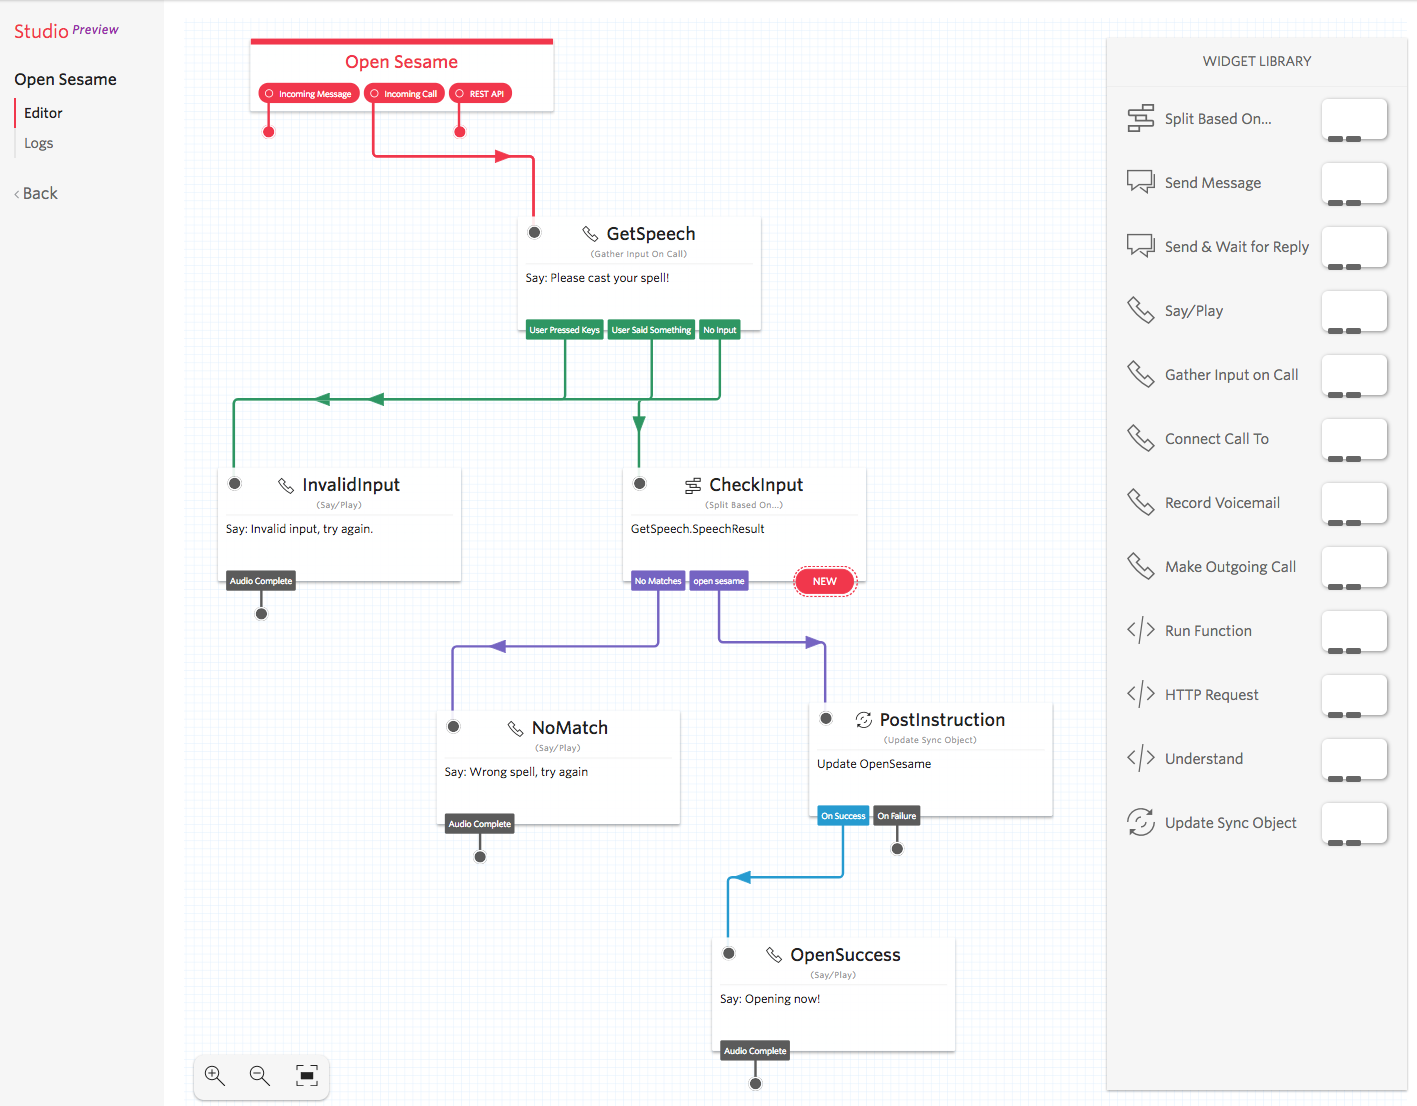 Studio Preview
Open Sesame
Editor
Logs
‹ Back
Open Sesame
Incoming Message
Incoming Call
REST API
GetSpeech
(Gather Input On Call)
Say: Please cast your spell!
User Pressed Keys
User Said Something
No Input
InvalidInput
(Say/Play)
Say: Invalid input, try again.
Audio Complete
CheckInput
(Split Based On...)
GetSpeech.SpeechResult
No Matches
open sesame
NEW
NoMatch
(Say/Play)
Say: Wrong spell, try again
Audio Complete
PostInstruction
(Update Sync Object)
Update OpenSesame
On Success
On Failure
OpenSuccess
(Say/Play)
Say: Opening now!
Audio Complete
WIDGET LIBRARY
Split Based On...
Send Message
Send & Wait for Reply
Say/Play
Gather Input on Call
Connect Call To
Record Voicemail
Make Outgoing Call
Run Function
HTTP Request
Understand
Update Sync Object